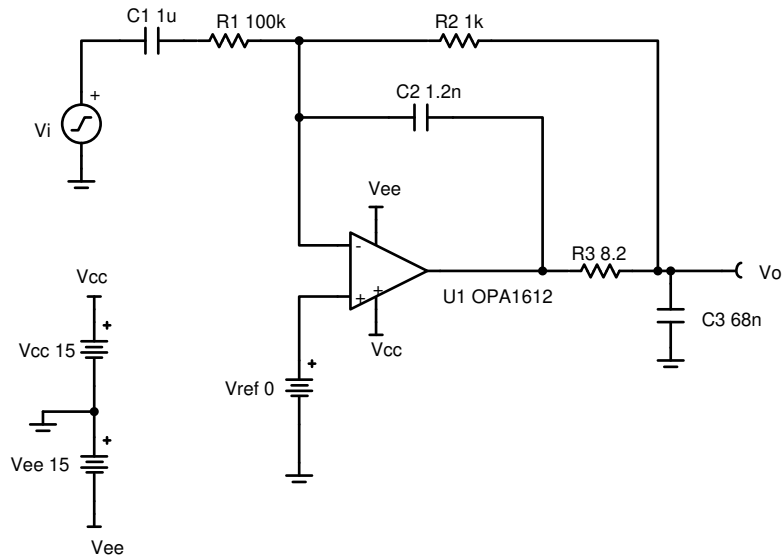 C1 1u
R1 100k
R2 1k
C2 1.2n
+
Vi
Vee
-
+
+
U1 OPA1612
Vcc
R3 8.2
Vo
C3 68n
Vref 0
+
Vcc
+
Vcc 15
+
Vee 15
Vee